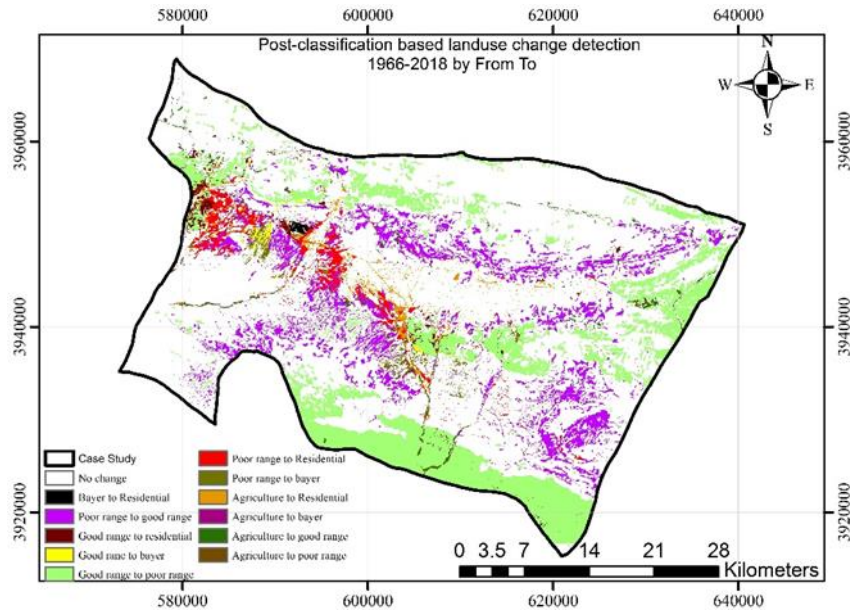 580000 600000 620000 640000
Post-classification based landuse change detection
1966-2018 by From To
N
W E
S
3960000 3960000
3940000 3940000
3920000 3920000
Case Study
No change
Bayer to Residential
Poor range to good range
Good range to residential
Good rane to bayer
Good range to poor range
Poor range to Residential
Poor range to bayer
Agriculture to Residential
Agriculture to bayer
Agriculture to good range
Agriculture to poor range
0 3.5 7 14 21 28
Kilometers
580000 600000 620000 640000